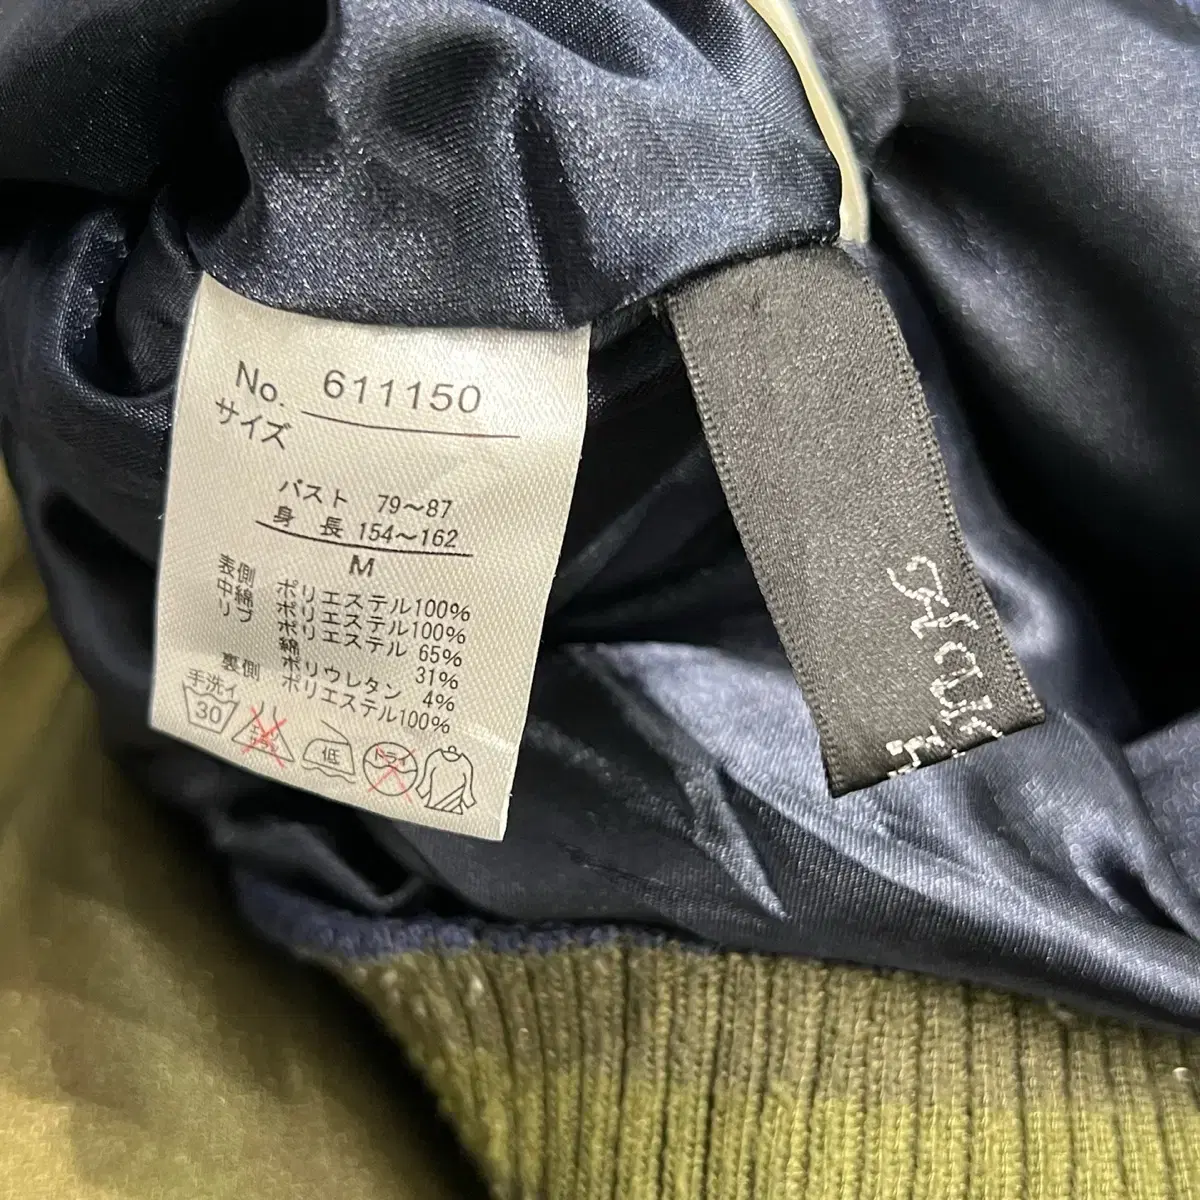 No. 611150
サイズ
バスト 79～87
身長 154～162
M
表側 ポリエステル100%
中綿 ポリエステル100%
リブ ポリエステル 65%
綿 31%
ポリウレタン 4%
裏側 ポリエステル100%
手洗イ
30
低
ドライ